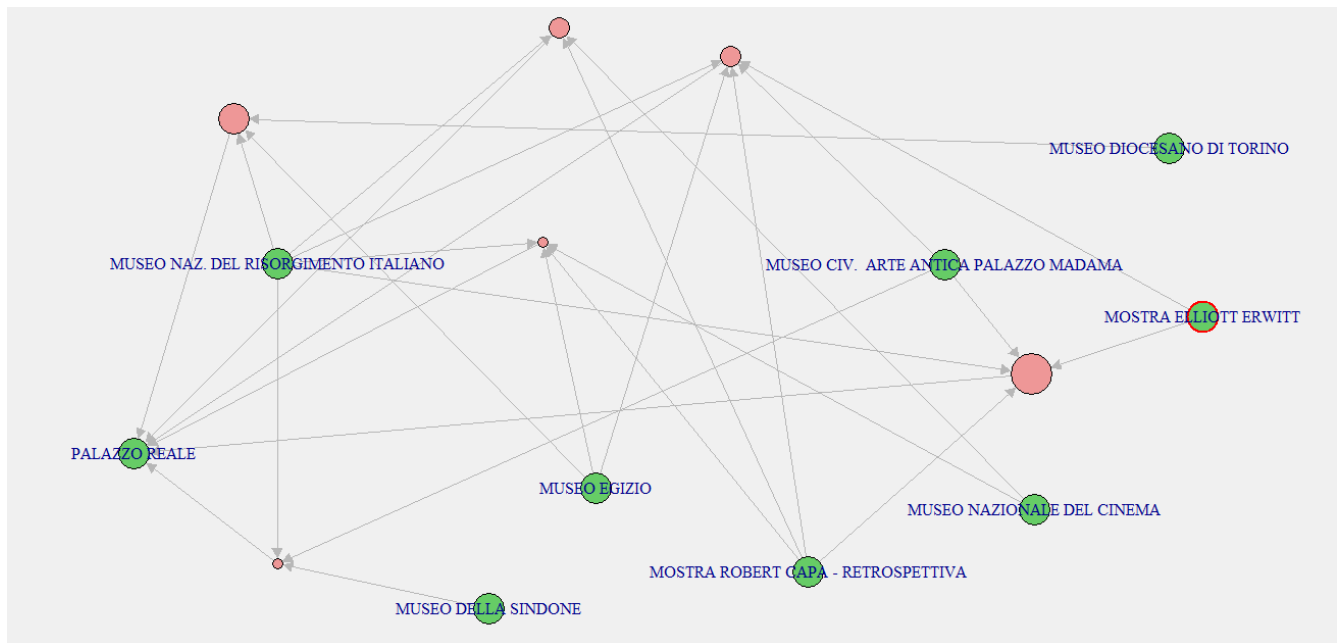 MUSEO DIOCESANO DI TORINO
MUSEO NAZ. DEL RISORGIMENTO ITALIANO
MUSEO CIV.  ARTE ANTICA PALAZZO MADAMA
MOSTRA ELLIOTT ERWITT
PALAZZO REALE
MUSEO EGIZIO
MUSEO NAZIONALE DEL CINEMA
MOSTRA ROBERT CAPA - RETROSPETTIVA
MUSEO DELLA SINDONE